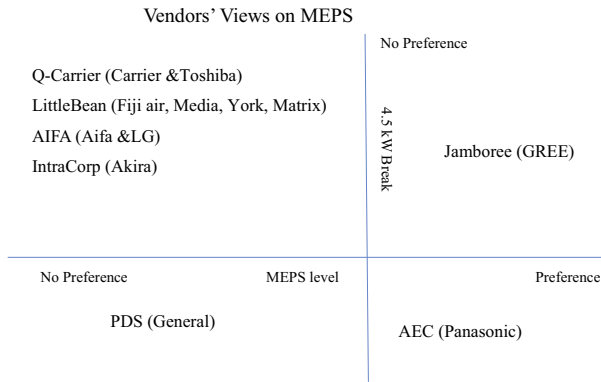 Vendors' Views on MEPS
No Preference
Q-Carrier (Carrier &Toshiba)
LittleBean (Fiji air, Media, York, Matrix)
AIFA (Aifa &LG)
IntraCorp (Akira)
4.5 kW Break
Jamboree (GREE)
No Preference
MEPS level
Preference
PDS (General)
AEC (Panasonic)